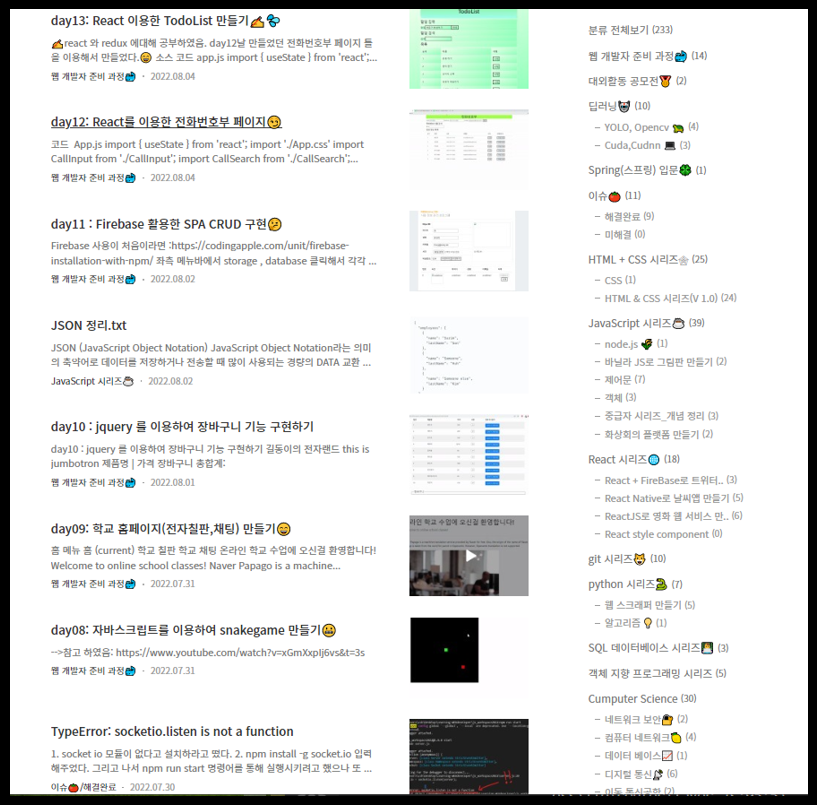 day13: React 이용한 TodoList 만들기✍💦
✍react 와 redux 에대해 공부하였음. day12날 만들었던 전화번호부 페이지 틀
을 이용해서 만들었다.😅 소스 코드 app.js import { useState } from 'react';...
웹 개발자 준비 과정 · 2022.08.04
day12: React를 이용한 전화번호부 페이지
코드 App.js import { useState } from 'react'; import './App.css' import
CallInput from './CallInput'; import CallSearch from './CallSearch';...
웹 개발자 준비 과정 · 2022.08.04
day11 : Firebase 활용한 SPA CRUD 구현🤔
Firebase 사용이 처음이라면 :https://codingapple.com/unit/firebase-
installation-with-npm/ 좌측 메뉴바에서 storage , database 클릭해서 각각 ...
웹 개발자 준비 과정 · 2022.08.02
JSON 정리.txt
JSON (JavaScript Object Notation) JavaScript Object Notation라는 의미
의 축약어로 데이터를 저장하거나 전송할 때 많이 사용되는 경량의 DATA 교환 ...
JavaScript 시리즈☕ · 2022.08.02
day10 : jquery 를 이용하여 장바구니 기능 구현하기
day10 : jquery 를 이용하여 장바구니 기능 구현하기 길동이의 전자랜드 this is
jumbotron 제품명 | 가격 장바구니 총합계:
웹 개발자 준비 과정 · 2022.08.01
day09: 학교 홈페이지(전자칠판,채팅) 만들기😄
홈 메뉴 홈 (current) 학교 칠판 학교 채팅 온라인 학교 수업에 오신걸 환영합니다!
Welcome to online school classes! Naver Papago is a machine...
웹 개발자 준비 과정 · 2022.07.31
라인 학교 수업에 오신걸 환영합니다!
day08: 자바스크립트를 이용하여 snakegame 만들기😬
-->참고 하였음: https://www.youtube.com/watch?v=xGmXxpIj6vs&t=3s
웹 개발자 준비 과정 · 2022.07.31
TypeError: socketio.listen is not a function
1. socket io 모듈이 없다고 설치하라고 떴다. 2. npm install -g socket.io 입력
해주었다. 그리고 나서 npm run start 명령어를 통해 실행시키려고 했으나 또 ...
이슈🍅/해결완료 · 2022.07.30
TodoList
분류 전체보기 (233)
웹 개발자 준비 과정 (14)
대외활동 공모전🏅 (2)
딥러닝 (10)
– YOLO, Opencv (4)
– Cuda,Cudnn 💻 (3)
Spring(스프링) 입문🍀 (1)
이슈🍅 (11)
– 해결완료 (9)
– 미해결 (0)
HTML + CSS 시리즈 (25)
– CSS (1)
– HTML & CSS 시리즈(V 1.0) (24)
JavaScript 시리즈☕ (39)
– node.js (1)
– 바닐라 JS로 그림판 만들기 (2)
– 제어문 (7)
– 객체 (3)
– 중급자 시리즈_개념 정리 (3)
– 화상회의 플랫폼 만들기 (2)
React 시리즈 (18)
– React + FireBase로 트위터.. (3)
– React Native로 날씨앱 만들기 (5)
– ReactJS로 영화 웹 서비스 만.. (6)
– React style component (0)
git 시리즈 (10)
python 시리즈🐍 (7)
– 웹 스크래퍼 만들기 (5)
– 알고리즘💡 (1)
SQL 데이터베이스 시리즈 (3)
객체 지향 프로그래밍 시리즈 (5)
Cumputer Science (30)
– 네트워크 보안 (2)
– 컴퓨터 네트워크 (4)
– 데이터 베이스📈 (1)
– 디지털 통신 (6)
– 이동 통신공학 (2)